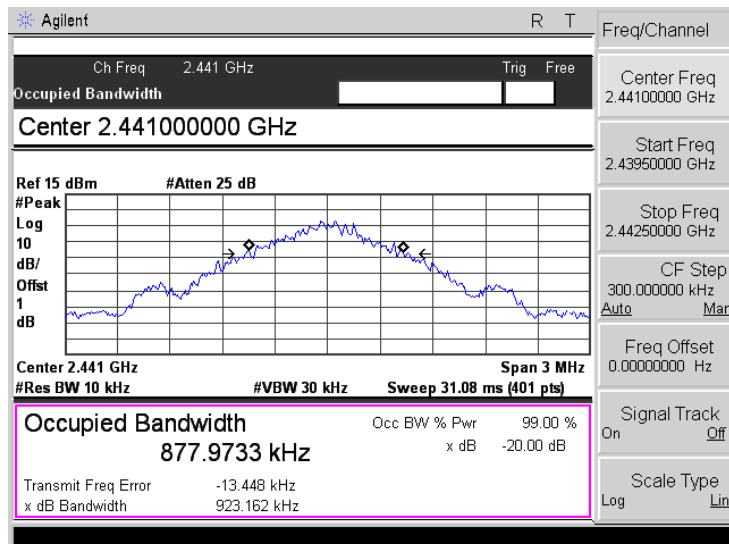 Agilent R T
Ch Freq 2.441 GHz Trig Free
Occupied Bandwidth
Center 2.441000000 GHz
Ref 15 dBm #Atten 25 dB
#Peak
Log
10
dB/
Offst
1
dB
Center 2.441 GHz Span 3 MHz
#Res BW 10 kHz #VBW 30 kHz Sweep 31.08 ms (401 pts)
Occupied Bandwidth Occ BW % Pwr 99.00 %
877.9733 kHz x dB -20.00 dB
Transmit Freq Error -13.448 kHz
x dB Bandwidth 923.162 kHz
Freq/Channel
Center Freq
2.44100000 GHz
Start Freq
2.43950000 GHz
Stop Freq
2.44250000 GHz
CF Step
300.000000 kHz
Auto Mar
Freq Offset
0.00000000 Hz
Signal Track
On Off
Scale Type
Log Lin